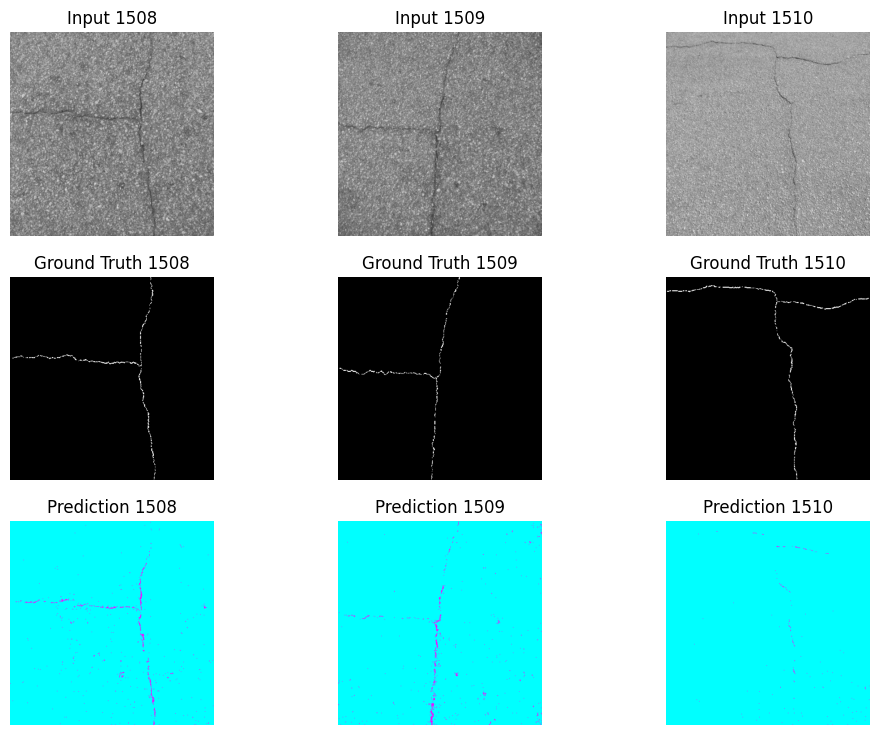 Input 1508
Input 1509
Input 1510
Ground Truth 1508
Ground Truth 1509
Ground Truth 1510
Prediction 1508
Prediction 1509
Prediction 1510